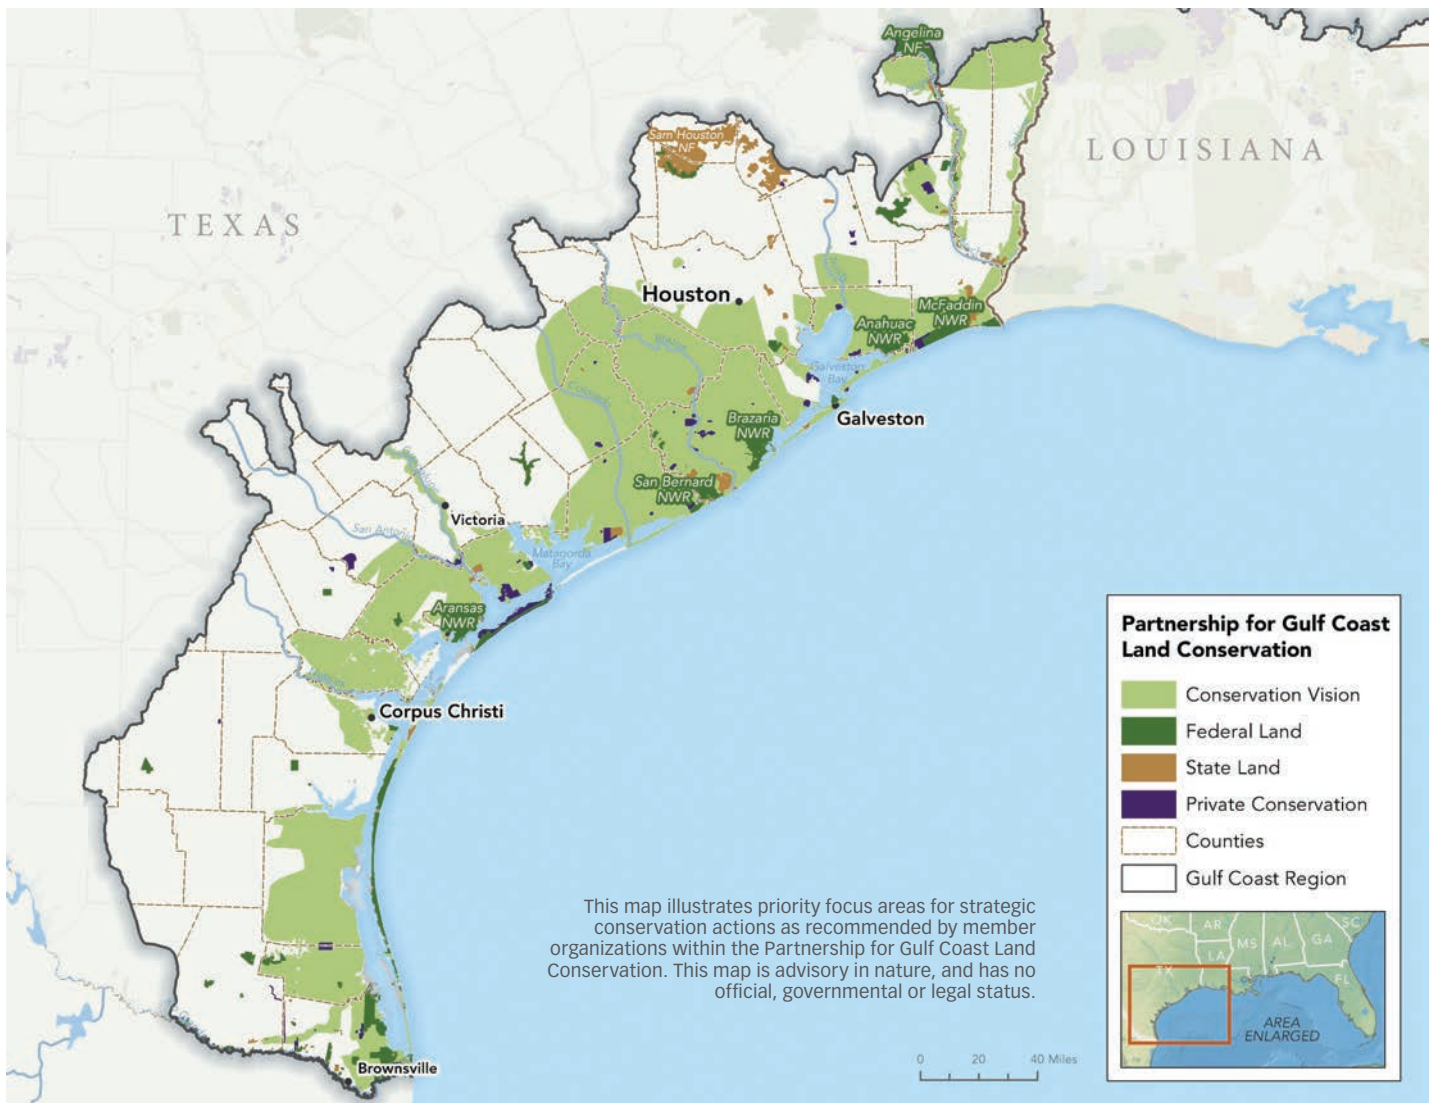 Angelina
NF
Sam Houston
NF
LOUISIANA
TEXAS
Houston
McFaddin
NWR
Anahuac
NWR
Galveston
Bay
Brazos
Colorado
Brazaria
NWR
Galveston
San Bernard
NWR
Victoria
San Antonio
Matagorda
Bay
Aransas
NWR
Corpus Christi
Brownsville
This map illustrates priority focus areas for strategic
conservation actions as recommended by member
organizations within the Partnership for Gulf Coast Land
Conservation. This map is advisory in nature, and has no
official, governmental or legal status.
0 20 40 Miles
Partnership for Gulf Coast
Land Conservation
Conservation Vision
Federal Land
State Land
Private Conservation
Counties
Gulf Coast Region
OK
AR
SC
MS
AL
GA
LA
TX
FL
AREA
ENLARGED